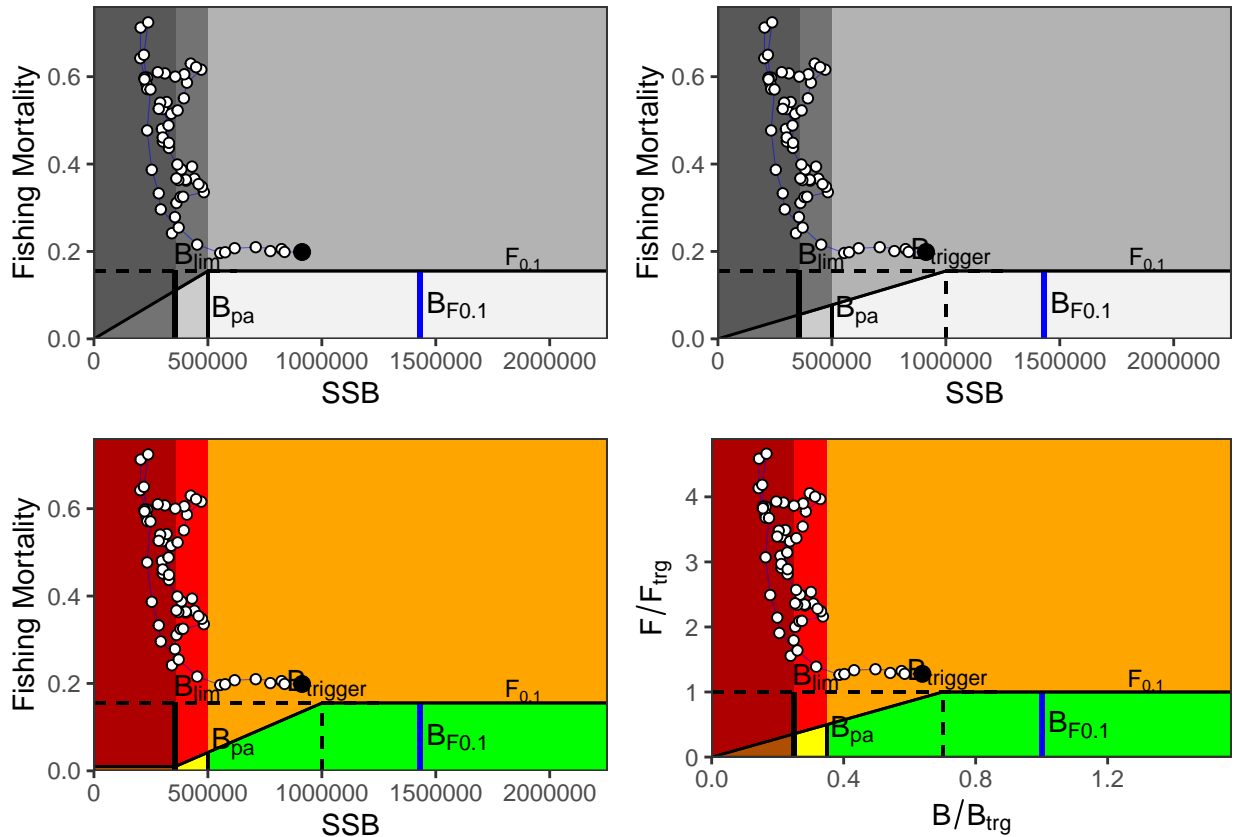 Fishing Mortality
0.6
0.4
0.2
0.0
B_lim
B_pa
B_F0.1
F_0.1
0 500000 1000000 1500000 2000000
SSB
Fishing Mortality
0.6
0.4
0.2
0.0
B_lim
B_trigger
B_pa
B_F0.1
F_0.1
0 500000 1000000 1500000 2000000
SSB
Fishing Mortality
0.6
0.4
0.2
0.0
B_lim
B_trigger
B_pa
B_F0.1
F_0.1
0 500000 1000000 1500000 2000000
SSB
F/F_trg
4
3
2
1
0
B_lim
B_trigger
B_pa
B_F0.1
F_0.1
0.0 0.4 0.8 1.2
B/B_trg